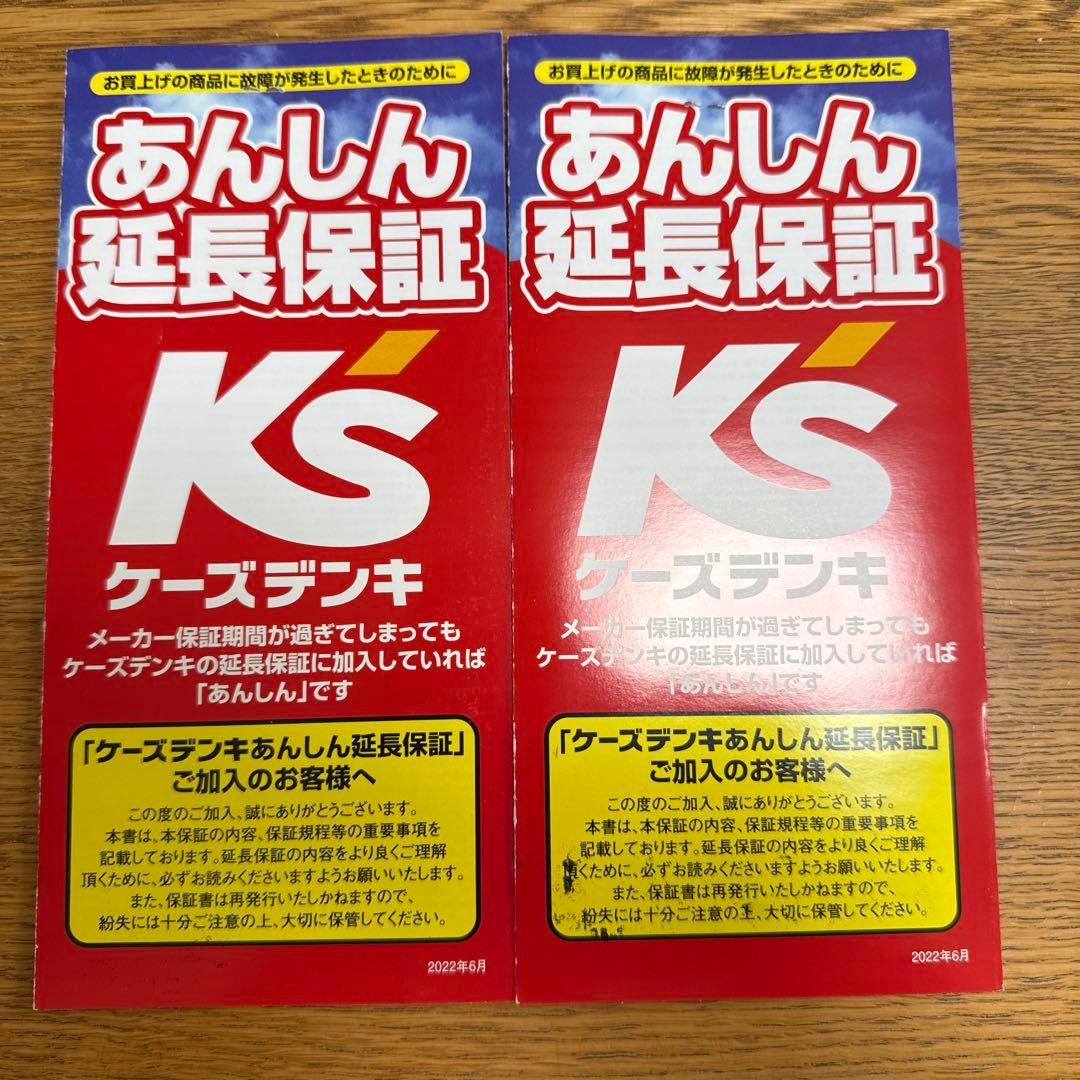 お買上げの商品に故障が発生したときのために
あんしん
延長保証
K's
ケーズデンキ
メーカー保証期間が過ぎてしまっても
ケーズデンキの延長保証に加入していれば
「あんしん」です
「ケーズデンキあんしん延長保証」
ご加入のお客様へ
この度のご加入、誠にありがとうございます。
本書は、本保証の内容、保証規程等の重要事項を
記載しております。延長保証の内容をより良くご理解
頂くために、必ずお読みくださいますようお願いいたします。
また、保証書は再発行いたしかねますので、
紛失には十分ご注意の上、大切に保管してください。
2022年6月
お買上げの商品に故障が発生したときのために
あんしん
延長保証
K's
ケーズデンキ
メーカー保証期間が過ぎてしまっても
ケーズデンキの延長保証に加入していれば
「あんしん」です
「ケーズデンキあんしん延長保証」
ご加入のお客様へ
この度のご加入、誠にありがとうございます。
本書は、本保証の内容、保証規程等の重要事項を
記載しております。延長保証の内容をより良くご理解
頂くために、必ずお読みくださいますようお願いいたします。
また、保証書は再発行いたしかねますので、
紛失には十分ご注意の上、大切に保管してください。
2022年6月